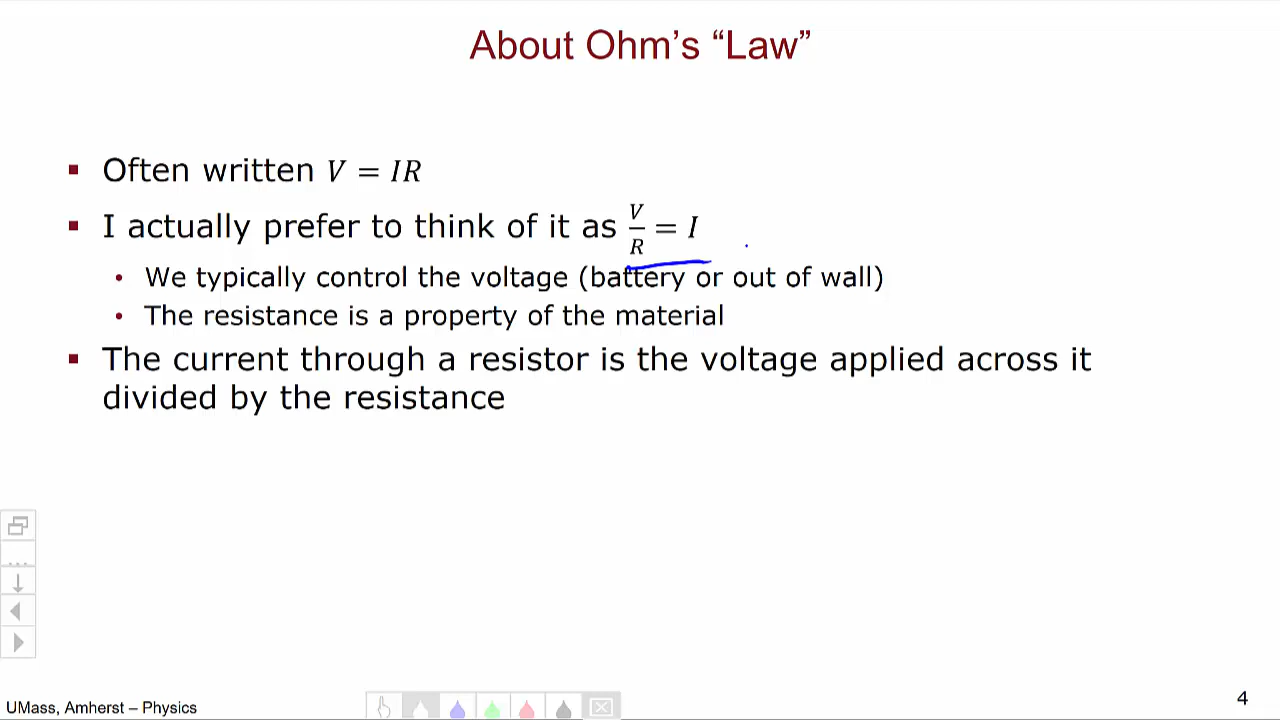 About Ohm's “Law”
▪ Often written V = IR
▪ I actually prefer to think of it as V/R = I
• We typically control the voltage (battery or out of wall)
• The resistance is a property of the material
▪ The current through a resistor is the voltage applied across it
divided by the resistance
UMass, Amherst – Physics
4